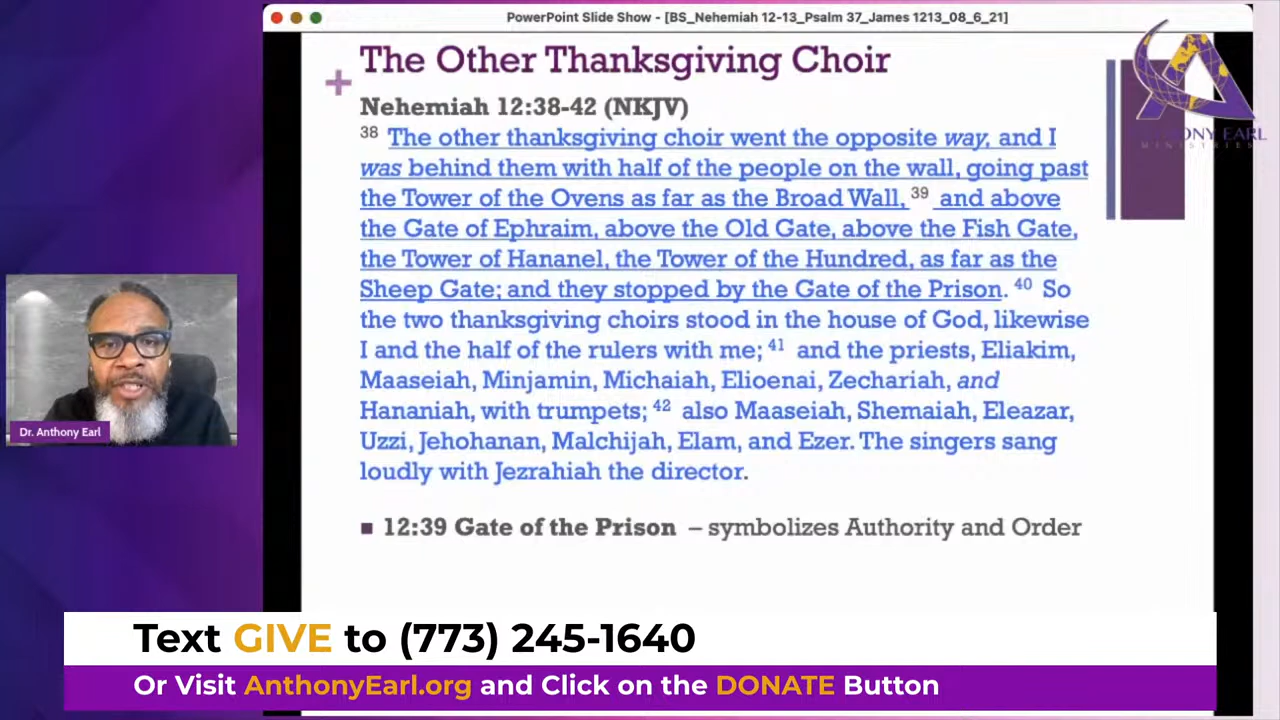 PowerPoint Slide Show - [BS_Nehemiah 12-13_Psalm 37_James 1213_08_6_21]
The Other Thanksgiving Choir
+
Nehemiah 12:38-42 (NKJV)
38 The other thanksgiving choir went the opposite way, and I
was behind them with half of the people on the wall, going past
the Tower of the Ovens as far as the Broad Wall, 39 and above
the Gate of Ephraim, above the Old Gate, above the Fish Gate,
the Tower of Hananel, the Tower of the Hundred, as far as the
Sheep Gate; and they stopped by the Gate of the Prison. 40 So
the two thanksgiving choirs stood in the house of God, likewise
I and the half of the rulers with me; 41 and the priests, Eliakim,
Maaseiah, Minjamin, Michaiah, Elioenai, Zechariah, and
Hananiah, with trumpets; 42 also Maaseiah, Shemaiah, Eleazar,
Uzzi, Jehohanan, Malchijah, Elam, and Ezer. The singers sang
loudly with Jezrahiah the director.
■ 12:39 Gate of the Prison – symbolizes Authority and Order
Dr. Anthony Earl
Text GIVE to (773) 245-1640
Or Visit AnthonyEarl.org and Click on the DONATE Button